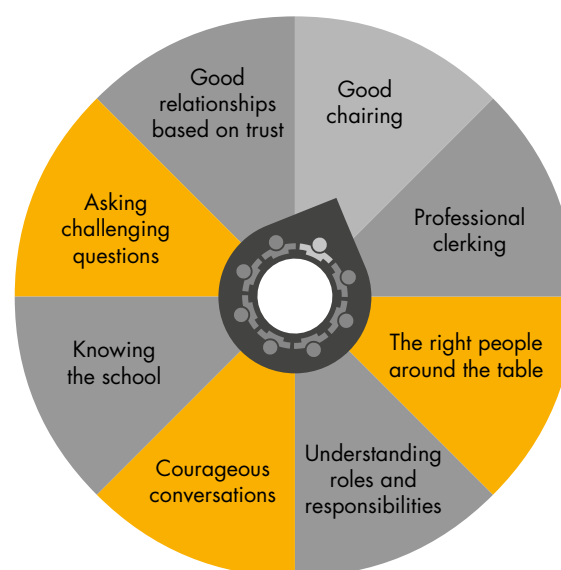 Good
relationships
based on trust
Good
chairing
Professional
clerking
The right people
around the table
Understanding
roles and
responsibilities
Courageous
conversations
Knowing
the school
Asking
challenging
questions